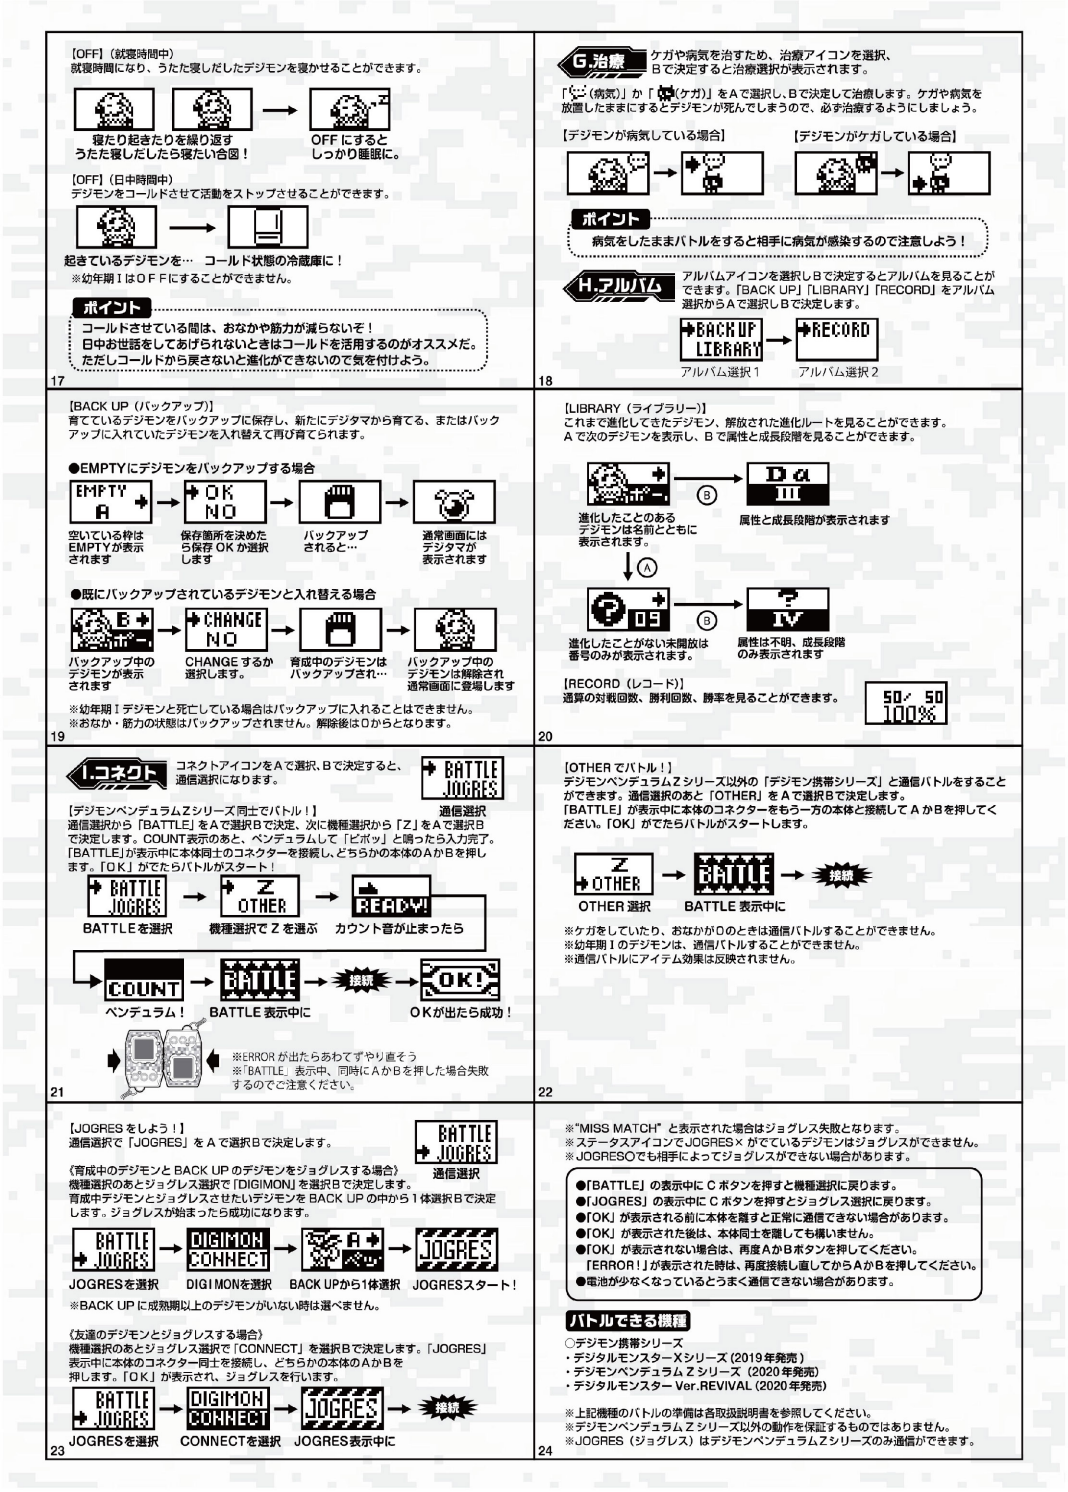 【OFF】（就寝時間中）
就寝時間になり、うたた寝しだしたデジモンを寝かせることができます。
寝たり起きたりを繰り返す
うたた寝しだしたら寝たい合図！
OFFにすると
しっかり睡眠に。
【OFF】（日中時間中）
デジモンをコールドさせて活動をストップさせることができます。
起きているデジモンを…
コールド状態の冷蔵庫に！
※幼年期ⅠはOFFにすることができません。
ポイント
コールドさせている間は、おなかや筋力が減らないぞ！
日中お世話をしてあげられないときはコールドを活用するのがオススメだ。
ただしコールドから戻さないと進化ができないので気を付けよう。
17
G.治療
ケガや病気を治すため、治療アイコンを選択、
Bで決定すると治療選択が表示されます。
「 （病気）」か「 （ケガ）」をAで選択し、Bで決定して治療します。ケガや病気を
放置したままにするとデジモンが死んでしまうので、必ず治療するようにしましょう。
【デジモンが病気している場合】
【デジモンがケガしている場合】
ポイント
病気をしたままバトルをすると相手に病気が感染するので注意しよう！
H.アルバム
アルバムアイコンを選択しBで決定するとアルバムを見ることが
できます。「BACK UP」「LIBRARY」「RECORD」をアルバム
選択からAで選択しBで決定します。
BACK UP
LIBRARY
RECORD
アルバム選択1
アルバム選択2
18
【BACK UP（バックアップ）】
育てているデジモンをバックアップに保存し、新たにデジタマから育てる、またはバック
アップに入れていたデジモンを入れ替えて再び育てられます。
●EMPTYにデジモンをバックアップする場合
EMPTY
A
OK
NO
空いている枠は
EMPTYが表示
されます
保存箇所を決めた
ら保存OKか選択
します
バックアップ
されると…
通常画面には
デジタマが
表示されます
●既にバックアップされているデジモンと入れ替える場合
B
CHANGE
NO
バックアップ中の
デジモンが表示
されます
CHANGEするか
選択します。
育成中のデジモンは
バックアップされ…
バックアップ中の
デジモンは解除され
通常画面に登場します
※幼年期Ⅰデジモンと死亡している場合はバックアップに入れることはできません。
※おなか・筋力の状態はバックアップされません。解除後は0からとなります。
19
【LIBRARY（ライブラリー）】
これまで進化してきたデジモン、解放された進化ルートを見ることができます。
Aで次のデジモンを表示し、Bで属性と成長段階を見ることができます。
B
Da
III
進化したことのある
デジモンは名前とともに
表示されます。
属性と成長段階が表示されます
A
?
09
B
?
IV
進化したことがない未開放は
番号のみが表示されます。
属性は不明、成長段階
のみ表示されます
【RECORD（レコード）】
通算の対戦回数、勝利回数、勝率を見ることができます。
50/ 50
100%
20
I.コネクト
コネクトアイコンをAで選択、Bで決定すると、
通信選択になります。
BATTLE
JOGRES
通信選択
【デジモンペンデュラムZシリーズ同士でバトル！】
通信選択から「BATTLE」をAで選択Bで決定、次に機種選択から「Z」をAで選択B
で決定します。COUNT表示のあと、ペンデュラムして「ピポッ」と鳴ったら入力完了。
「BATTLE」が表示中に本体同士のコネクターを接続し、どちらかの本体のAかBを押し
ます。「OK」がでたらバトルがスタート！
BATTLE
JOGRES
Z
OTHER
READY!
BATTLEを選択
機種選択でZを選ぶ
カウント音が止まったら
COUNT
BATTLE
接続
OK!
ペンデュラム！
BATTLE 表示中に
OKが出たら成功！
※ERRORが出たらあわてずやり直そう
※「BATTLE」表示中、同時にAかBを押した場合失敗
するのでご注意ください。
21
【OTHERでバトル！】
デジモンペンデュラムZシリーズ以外の「デジモン携帯シリーズ」と通信バトルをすること
ができます。通信選択のあと「OTHER」をAで選択Bで決定します。
「BATTLE」が表示中に本体のコネクターをもう一方の本体と接続してAかBを押してく
ださい。「OK」がでたらバトルがスタートします。
Z
OTHER
BATTLE
接続
OTHER 選択
BATTLE 表示中に
※ケガをしていたり、おなかが0のときは通信バトルすることができません。
※幼年期Ⅰのデジモンは、通信バトルすることができません。
※通信バトルにアイテム効果は反映されません。
22
【JOGRESをしよう！】
通信選択で「JOGRES」をAで選択Bで決定します。
BATTLE
JOGRES
通信選択
《育成中のデジモンとBACK UPのデジモンをジョグレスする場合》
機種選択のあとジョグレス選択で「DIGIMON」を選択Bで決定します。
育成中デジモンとジョグレスさせたいデジモンをBACK UPの中から1体選択Bで決定
します。ジョグレスが始まったら成功になります。
BATTLE
JOGRES
DIGIMON
CONNECT
A
JOGRES
JOGRESを選択
DIGIMONを選択
BACK UPから1体選択
JOGRESスタート！
※BACK UPに成熟期以上のデジモンがいない時は選べません。
《友達のデジモンとジョグレスする場合》
機種選択のあとジョグレス選択で「CONNECT」を選択Bで決定します。「JOGRES」
表示中に本体のコネクター同士を接続し、どちらかの本体のAかBを
押します。「OK」が表示され、ジョグレスを行います。
BATTLE
JOGRES
DIGIMON
CONNECT
JOGRES
接続
JOGRESを選択
CONNECTを選択
JOGRES表示中に
23
※“MISS MATCH”と表示された場合はジョグレス失敗となります。
※ステータスアイコンでJOGRES×がでているデジモンはジョグレスができません。
※JOGRES○でも相手によってジョグレスができない場合があります。
●「BATTLE」の表示中にCボタンを押すと機種選択に戻ります。
●「JOGRES」の表示中にCボタンを押すとジョグレス選択に戻ります。
●「OK」が表示される前に本体を離すと正常に通信できない場合があります。
●「OK」が表示された後は、本体同士を離しても構いません。
●「OK」が表示されない場合は、再度AかBボタンを押してください。
「ERROR！」が表示された時は、再度接続し直してからAかBを押してください。
●電池が少なくなっているとうまく通信できない場合があります。
バトルできる機種
○デジモン携帯シリーズ
・デジタルモンスターXシリーズ（2019年発売）
・デジモンペンデュラムZシリーズ（2020年発売）
・デジタルモンスターVer.REVIVAL（2020年発売）
※上記機種のバトルの準備は各取扱説明書を参照してください。
※デジモンペンデュラムZシリーズ以外の動作を保証するものではありません。
※JOGRES（ジョグレス）はデジモンペンデュラムZシリーズのみ通信ができます。
24